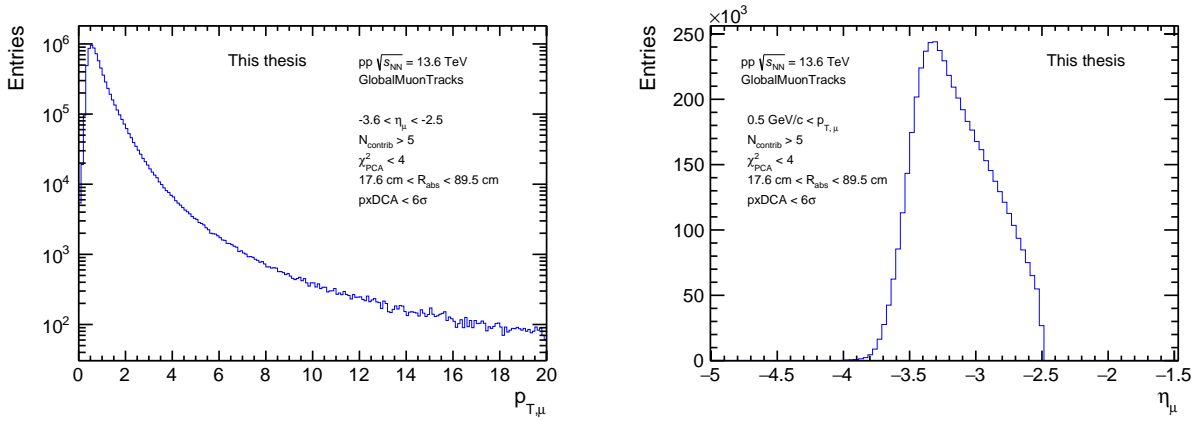 Entries
10^6
10^5
10^4
10^3
10^2
This thesis
pp √s_NN = 13.6 TeV
GlobalMuonTracks
-3.6 < η_μ < -2.5
N_contrib > 5
χ²_PCA < 4
17.6 cm < R_abs < 89.5 cm
pxDCA < 6σ
0 2 4 6 8 10 12 14 16 18 20
p_T,μ
×10³
Entries
250
200
150
100
50
0
This thesis
pp √s_NN = 13.6 TeV
GlobalMuonTracks
0.5 GeV/c < p_T, μ
N_contrib > 5
χ²_PCA < 4
17.6 cm < R_abs < 89.5 cm
pxDCA < 6σ
−5 −4.5 −4 −3.5 −3 −2.5 −2 −1.5
η_μ